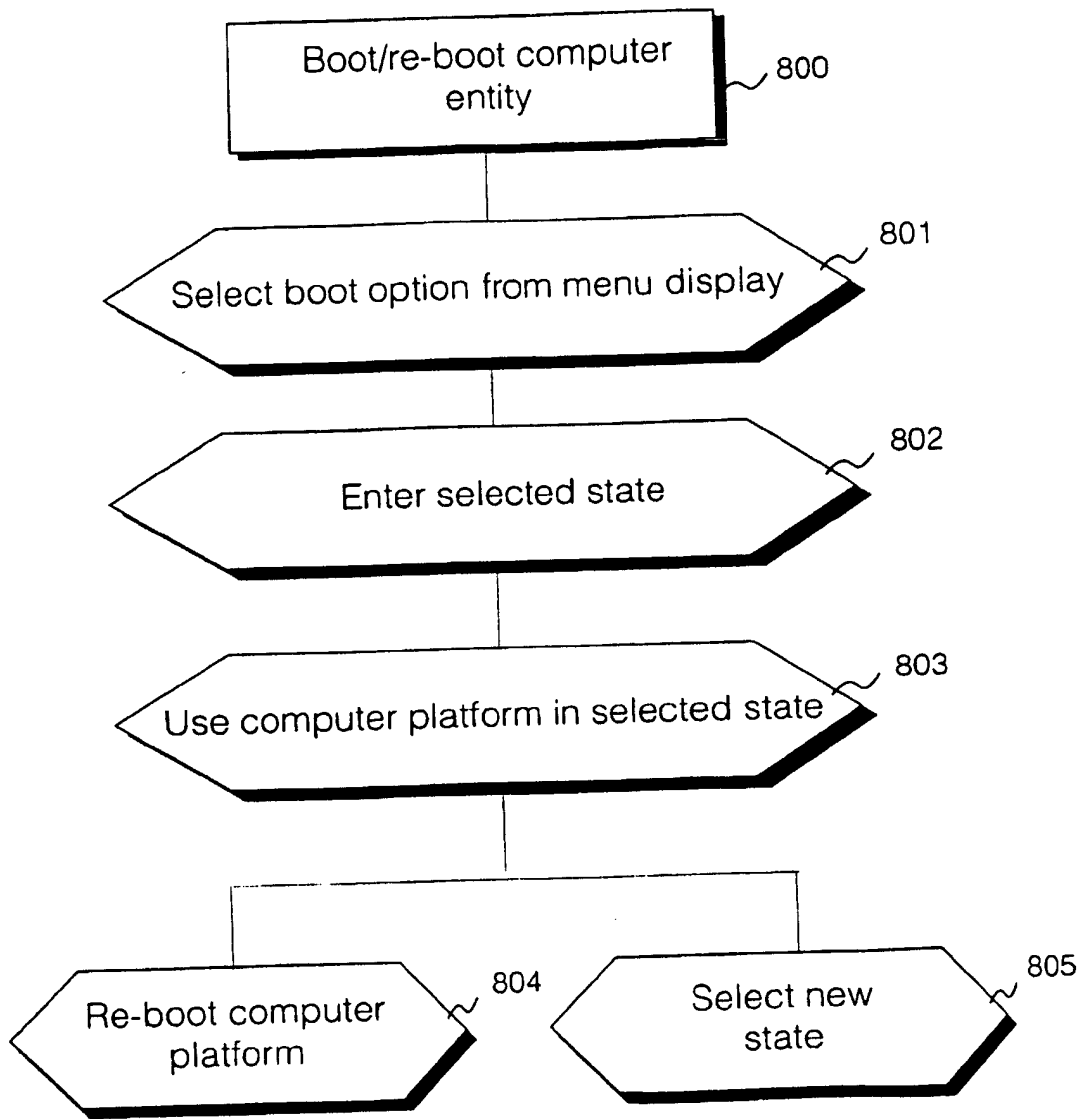 Boot/re-boot computer
entity
800
Select boot option from menu display
801
Enter selected state
802
Use computer platform in selected state
803
Re-boot computer
platform
804
Select new
state
805